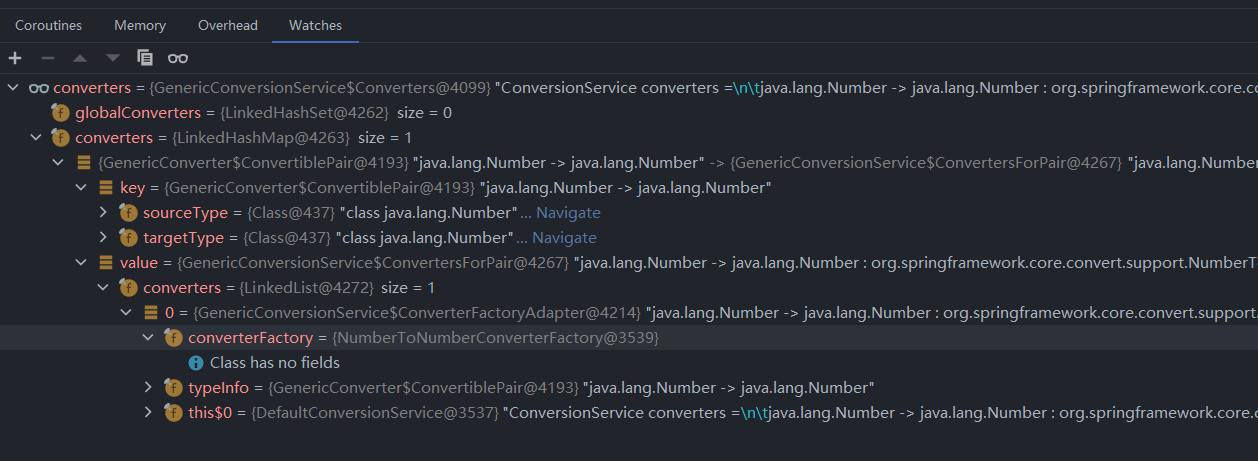 Coroutines Memory Overhead Watches
converters = {GenericConversionService$Converters@4099} "ConversionService converters =\n\tjava.lang.Number -> java.lang.Number : org.springframework.core.co
globalConverters = {LinkedHashSet@4262} size = 0
converters = {LinkedHashMap@4263} size = 1
{GenericConverter$ConvertiblePair@4193} "java.lang.Number -> java.lang.Number" -> {GenericConversionService$ConvertersForPair@4267} "java.lang.Num
key = {GenericConverter$ConvertiblePair@4193} "java.lang.Number -> java.lang.Number"
sourceType = {Class@437} "class java.lang.Number"... Navigate
targetType = {Class@437} "class java.lang.Number"... Navigate
value = {GenericConversionService$ConvertersForPair@4267} "java.lang.Number -> java.lang.Number : org.springframework.core.convert.support.NumberT
converters = {LinkedList@4272} size = 1
0 = {GenericConversionService$ConverterFactoryAdapter@4214} "java.lang.Number -> java.lang.Number : org.springframework.core.convert.support.
converterFactory = {NumberToNumberConverterFactory@3539}
Class has no fields
typeInfo = {GenericConverter$ConvertiblePair@4193} "java.lang.Number -> java.lang.Number"
this$0 = {DefaultConversionService@3537} "ConversionService converters =\n\tjava.lang.Number -> java.lang.Number : org.springframework.core.co